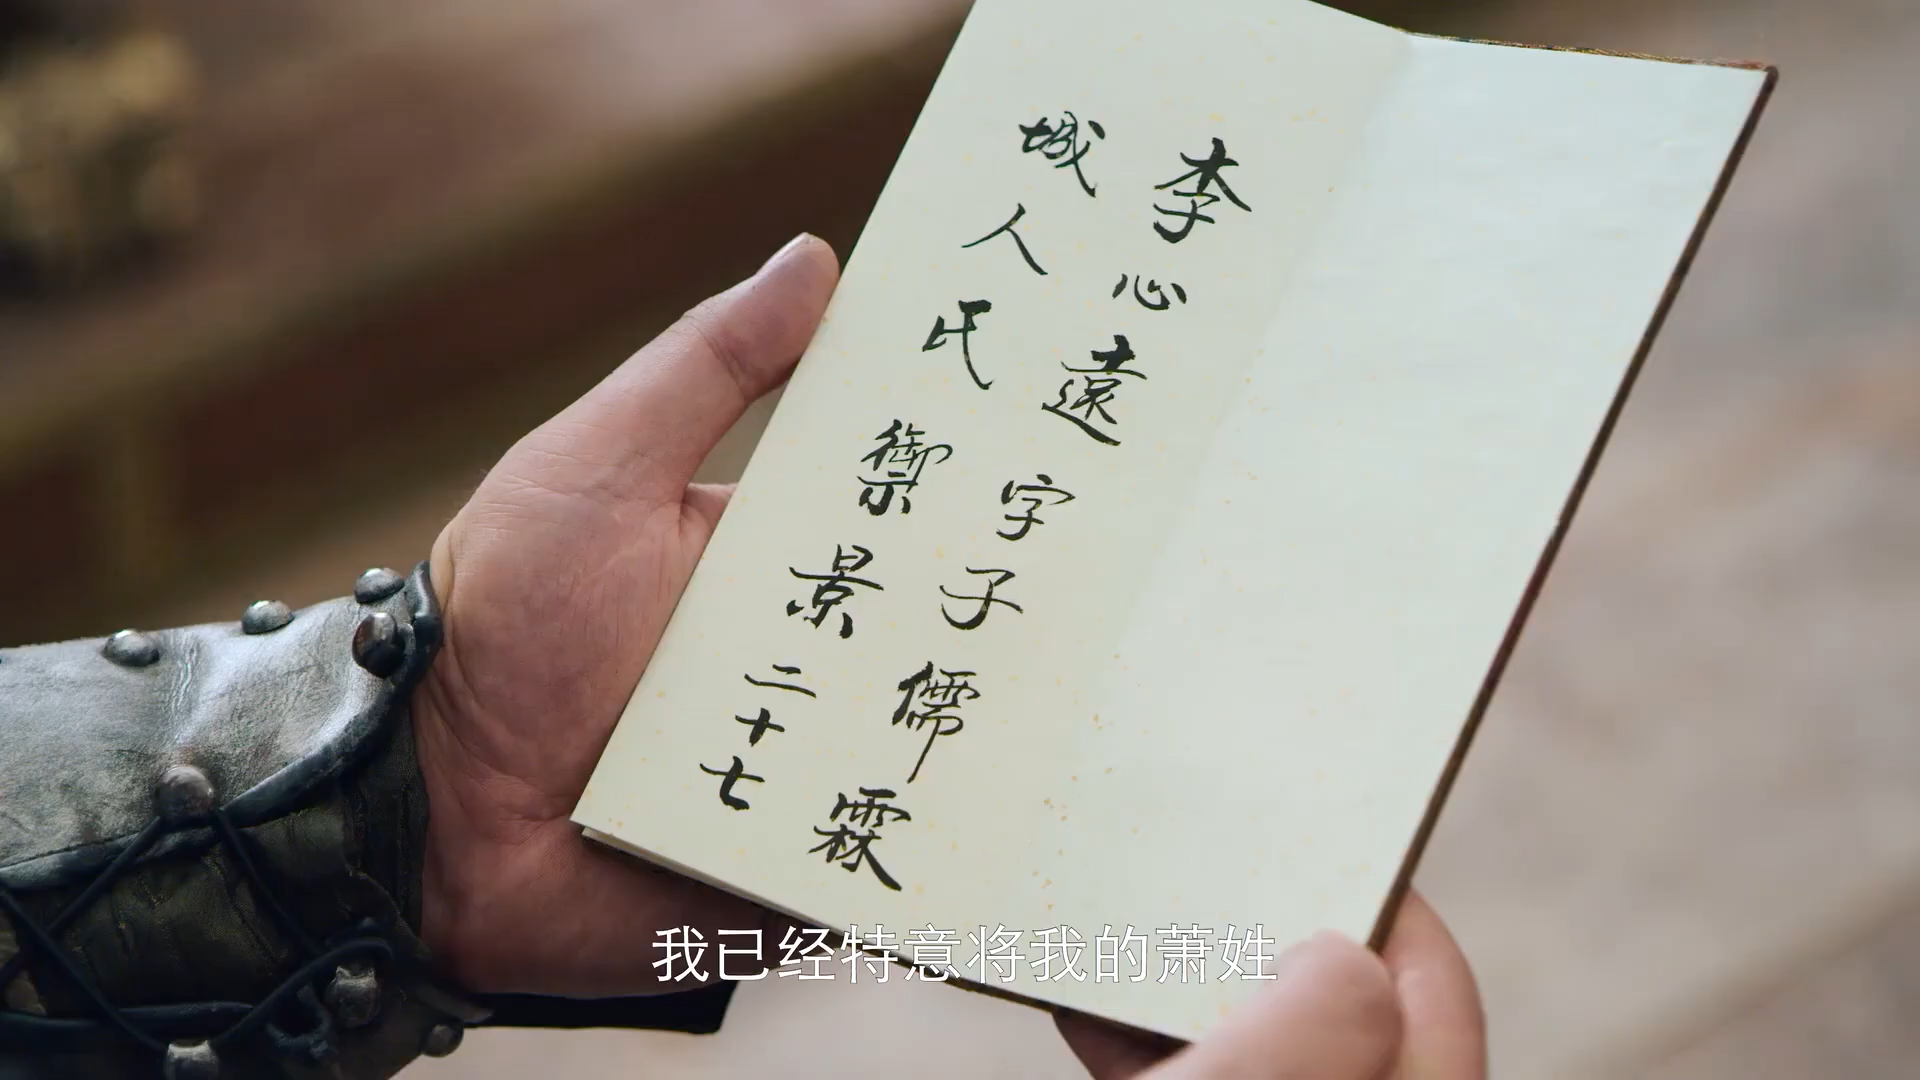 李心遠字子儒霖
城人氏禦景二十七
我已经特意将我的萧姓